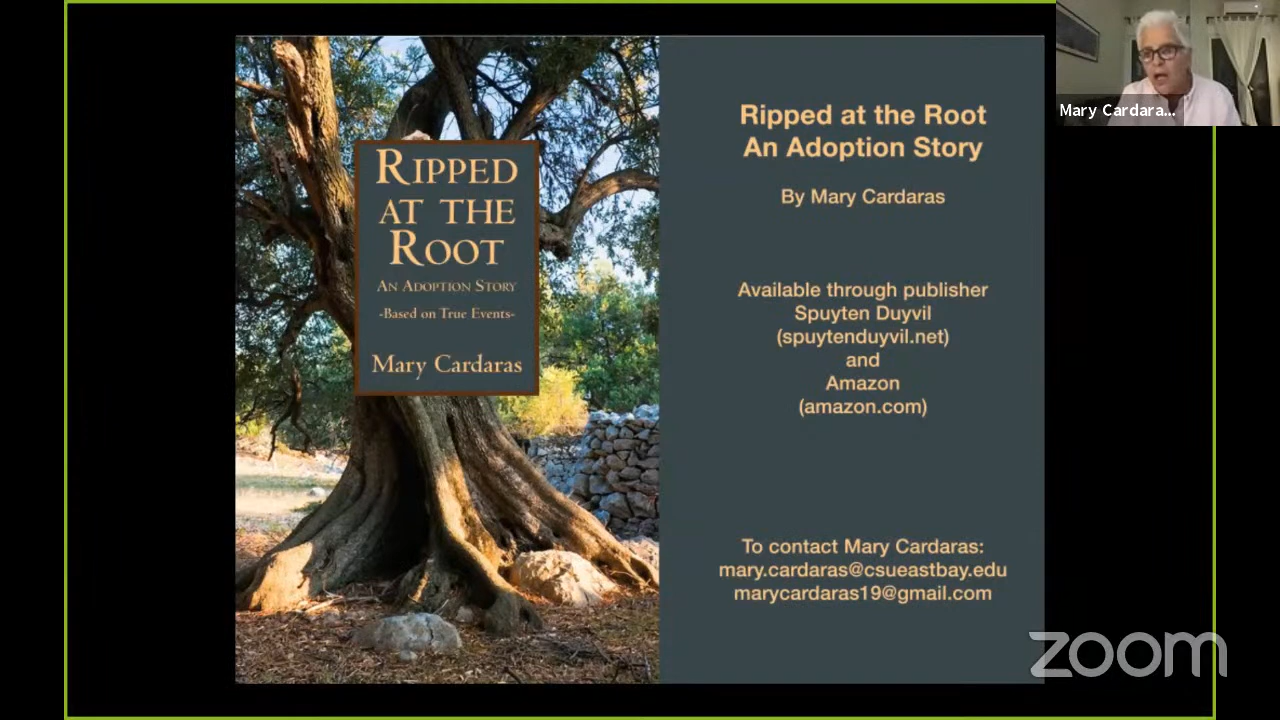 RIPPED
AT THE
ROOT
AN ADOPTION STORY
-Based on True Events-
Mary Cardaras
Ripped at the Root
An Adoption Story
By Mary Cardaras
Available through publisher
Spuyten Duyvil
(spuytenduyvil.net)
and
Amazon
(amazon.com)
To contact Mary Cardaras:
mary.cardaras@csueastbay.edu
marycardaras19@gmail.com
Mary Cardara...
zoom